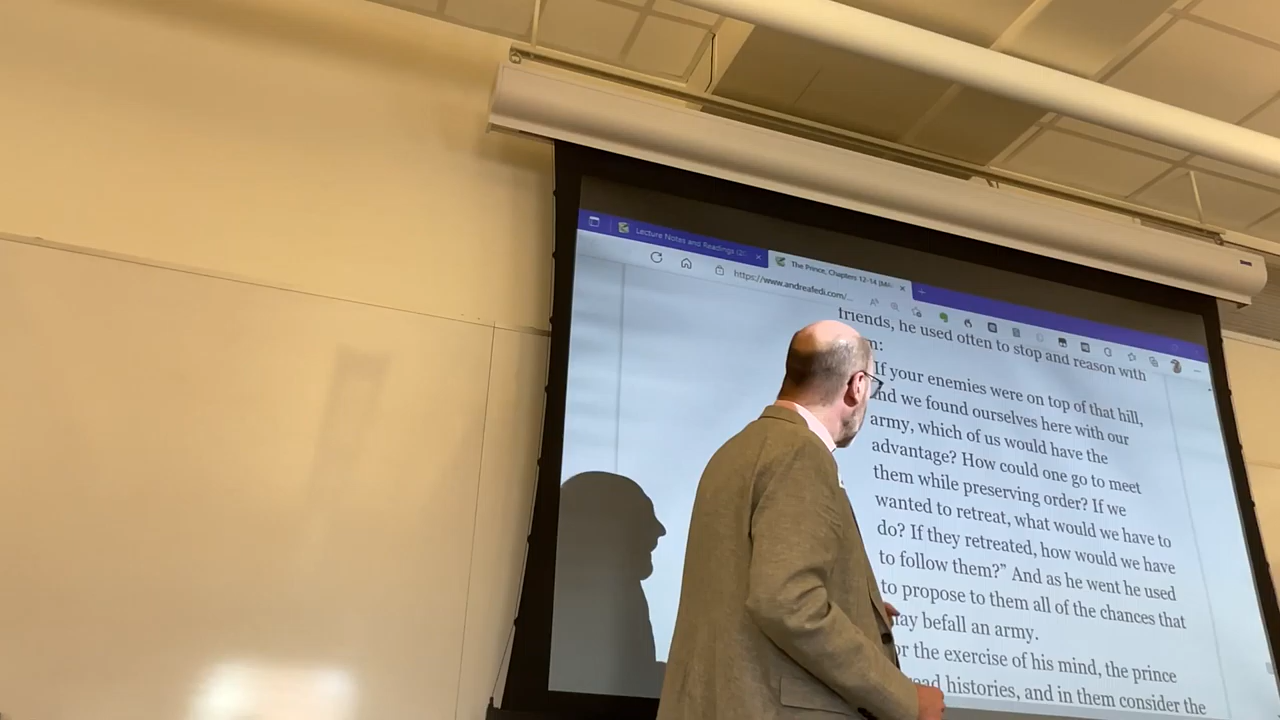 Lecture Notes and Readings (2
The Prince, Chapters 12-14 [MA
https://www.andreafedi.com/...
friends, he used often to stop and reason with
If your enemies were on top of that hill,
and we found ourselves here with our
army, which of us would have the
advantage? How could one go to meet
them while preserving order? If we
wanted to retreat, what would we have to
do? If they retreated, how would we have
to follow them?” And as he went he used
to propose to them all of the chances that
may befall an army.
or the exercise of his mind, the prince
read histories, and in them consider the